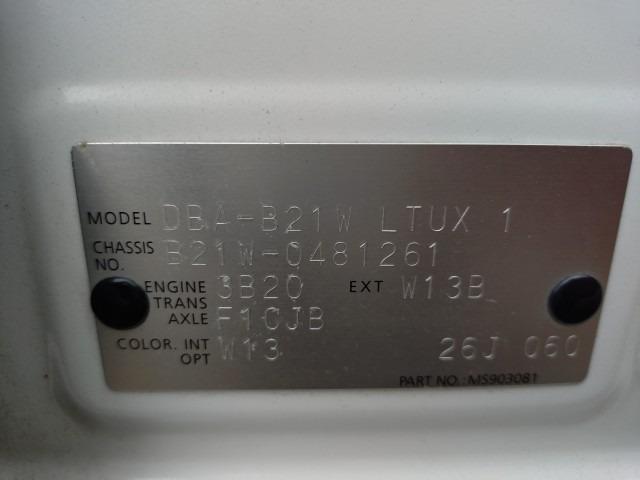 MODEL DBA-B21W LTUX 1
CHASSIS NO. B21W-0481261
ENGINE 3B20 EXT W13B
TRANS AXLE F1CJB
COLOR. INT OPT W13 26J 060
PART NO.:MS903081